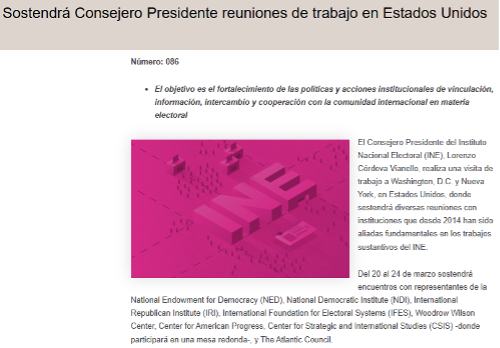 Sostendrá Consejero Presidente reuniones de trabajo en Estados Unidos
Número: 086
• El objetivo es el fortalecimiento de las políticas y acciones institucionales de vinculación,
información, intercambio y cooperación con la comunidad internacional en materia
electoral
INE
El Consejero Presidente del Instituto
Nacional Electoral (INE), Lorenzo
Córdova Vianello, realiza una visita de
trabajo a Washington, D.C. y Nueva
York, en Estados Unidos, donde
sostendrá diversas reuniones con
instituciones que desde 2014 han sido
aliadas fundamentales en los trabajos
sustantivos del INE.
Del 20 al 24 de marzo sostendrá
encuentros con representantes de la
National Endowment for Democracy (NED), National Democratic Institute (NDI), International
Republican Institute (IRI), International Foundation for Electoral Systems (IFES), Woodrow Wilson
Center, Center for American Progress, Center for Strategic and International Studies (CSIS) -donde
participará en una mesa redonda-, y The Atlantic Council.